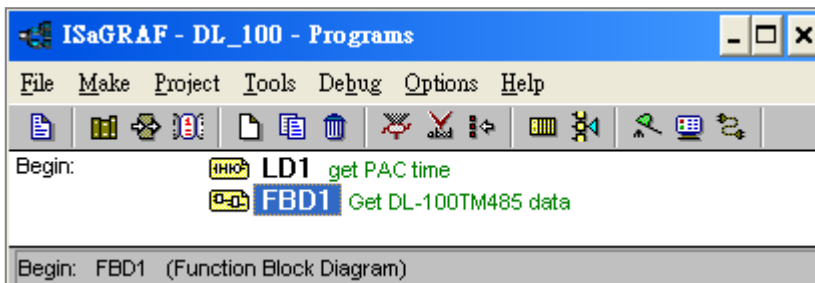 ISaGRAF - DL_100 - Programs
File Make Project Tools Debug Options Help
Begin: LD1 get PAC time
FBD1 Get DL-100TM485 data
Begin: FBD1 (Function Block Diagram)